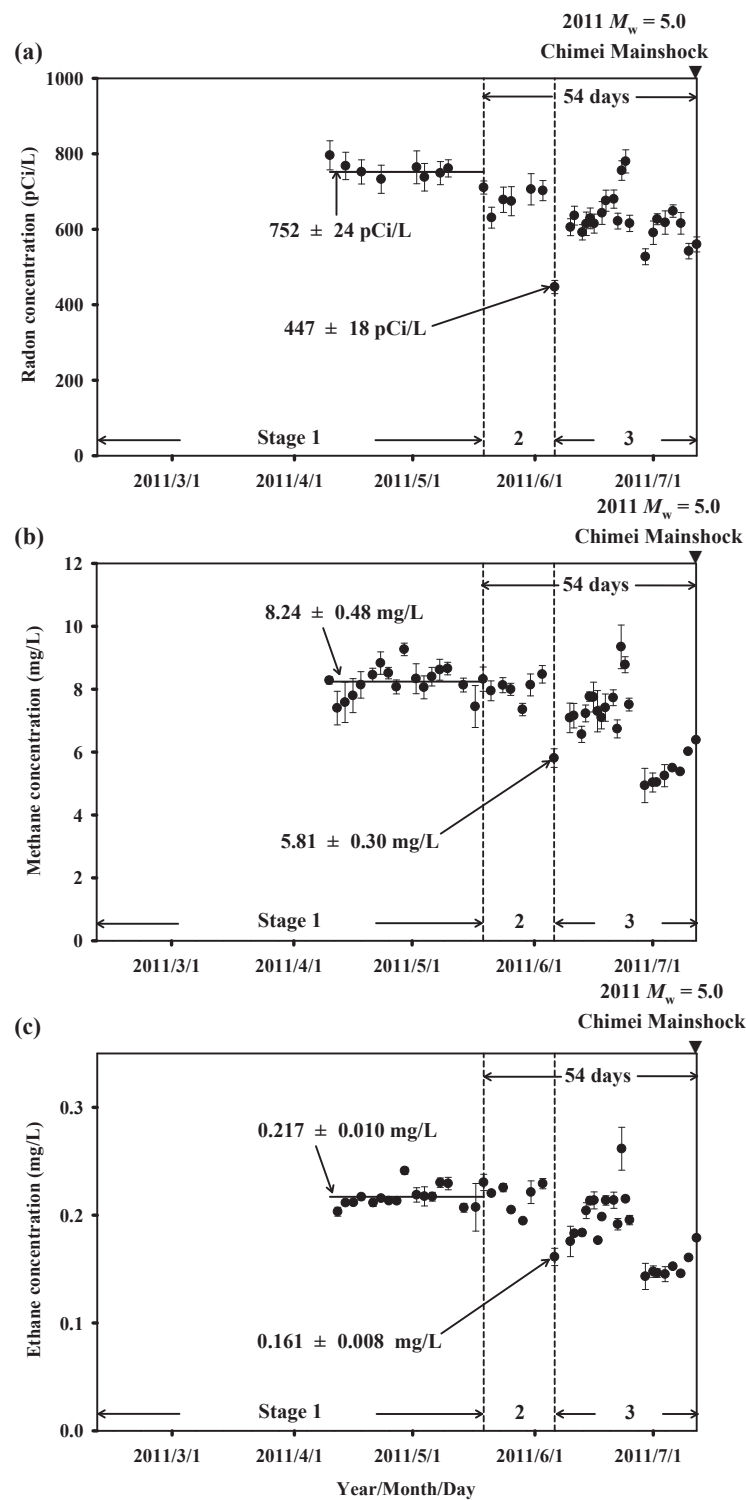 2011 Mw = 5.0
Chimei Mainshock
(a)
1000
800
600
400
200
0
Radon concentration (pCi/L)
54 days
752 ± 24 pCi/L
447 ± 18 pCi/L
Stage 1
2
3
2011/3/1
2011/4/1
2011/5/1
2011/6/1
2011/7/1
2011 Mw = 5.0
Chimei Mainshock
(b)
12
10
8
6
4
2
0
Methane concentration (mg/L)
54 days
8.24 ± 0.48 mg/L
5.81 ± 0.30 mg/L
Stage 1
2
3
2011/3/1
2011/4/1
2011/5/1
2011/6/1
2011/7/1
2011 Mw = 5.0
Chimei Mainshock
(c)
0.3
0.2
0.1
0.0
Ethane concentration (mg/L)
54 days
0.217 ± 0.010 mg/L
0.161 ± 0.008 mg/L
Stage 1
2
3
2011/3/1
2011/4/1
2011/5/1
2011/6/1
2011/7/1
Year/Month/Day